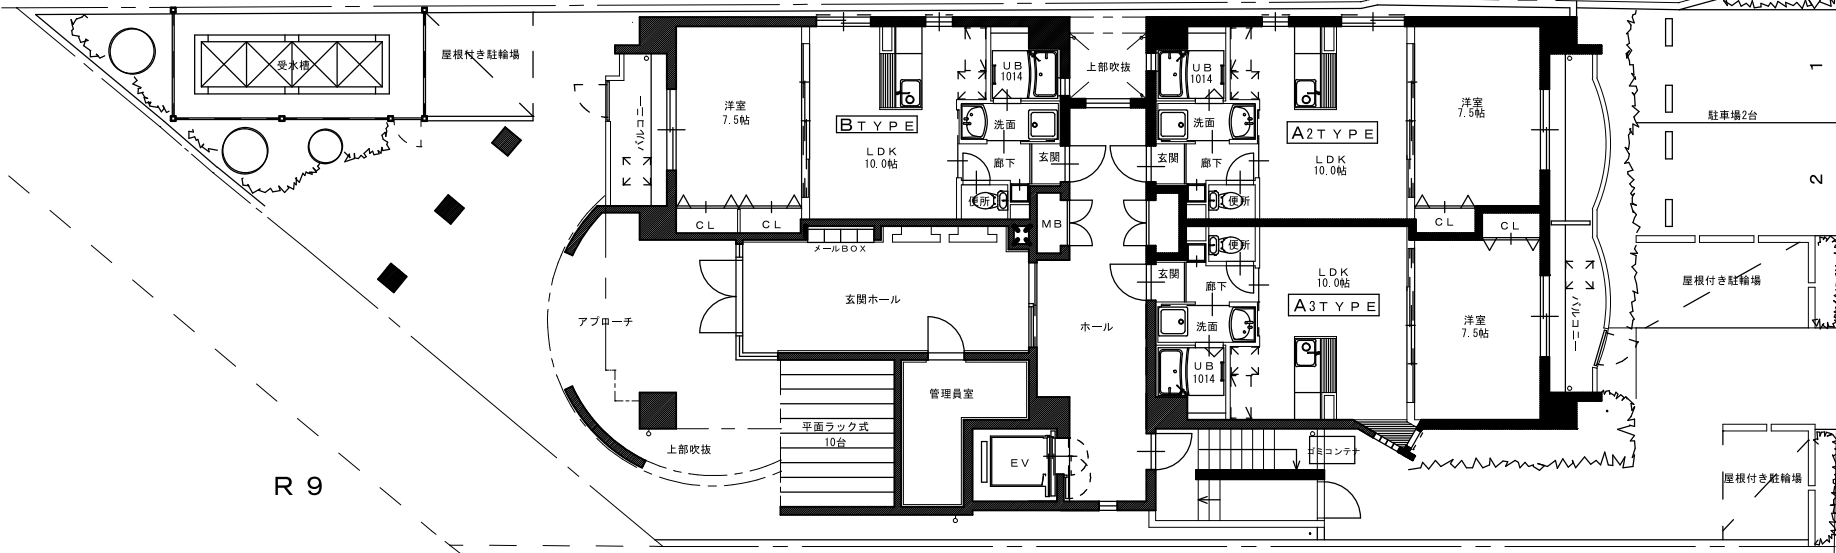 屋根付き駐輪場
受水槽
バルコニー
洋室
7.5帖
BTYPE
LDK
10.0帖
UB
1014
洗面
廊下
玄関
便所
CL
CL
MB
上部吹抜
UB
1014
洗面
玄関
廊下
便所
A2TYPE
LDK
10.0帖
洋室
7.5帖
CL
CL
駐車場2台
1
2
メールBOX
玄関ホール
アプローチ
ホール
玄関
廊下
便所
洗面
UB
1014
LDK
10.0帖
A3TYPE
洋室
7.5帖
バルコニー
屋根付き駐輪場
管理員室
平面ラック式
10台
上部吹抜
EV
ゴミコンテナ
屋根付き駐輪場
R9